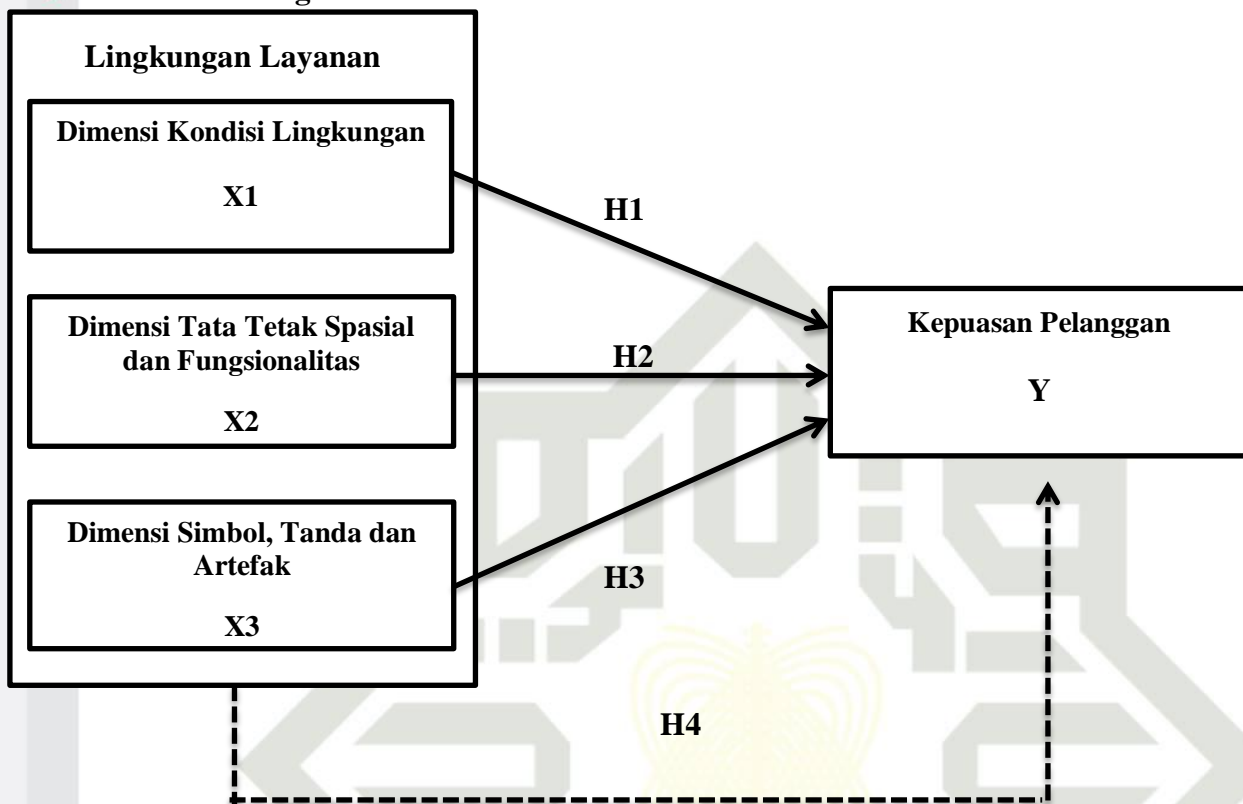 Lingkungan Layanan
Dimensi Kondisi Lingkungan
X1
H1
Dimensi Tata Tetak Spasial
dan Fungsionalitas
X2
H2
Kepuasan Pelanggan
Y
Dimensi Simbol, Tanda dan
Artefak
X3
H3
H4